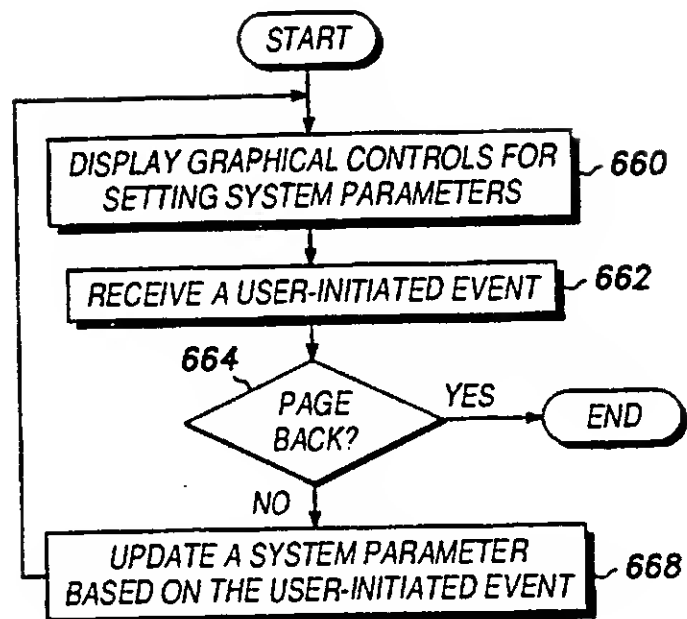 START
DISPLAY GRAPHICAL CONTROLS FOR
SETTING SYSTEM PARAMETERS
660
RECEIVE A USER-INITIATED EVENT
662
664
PAGE
BACK?
YES
END
NO
UPDATE A SYSTEM PARAMETER
BASED ON THE USER-INITIATED EVENT
668